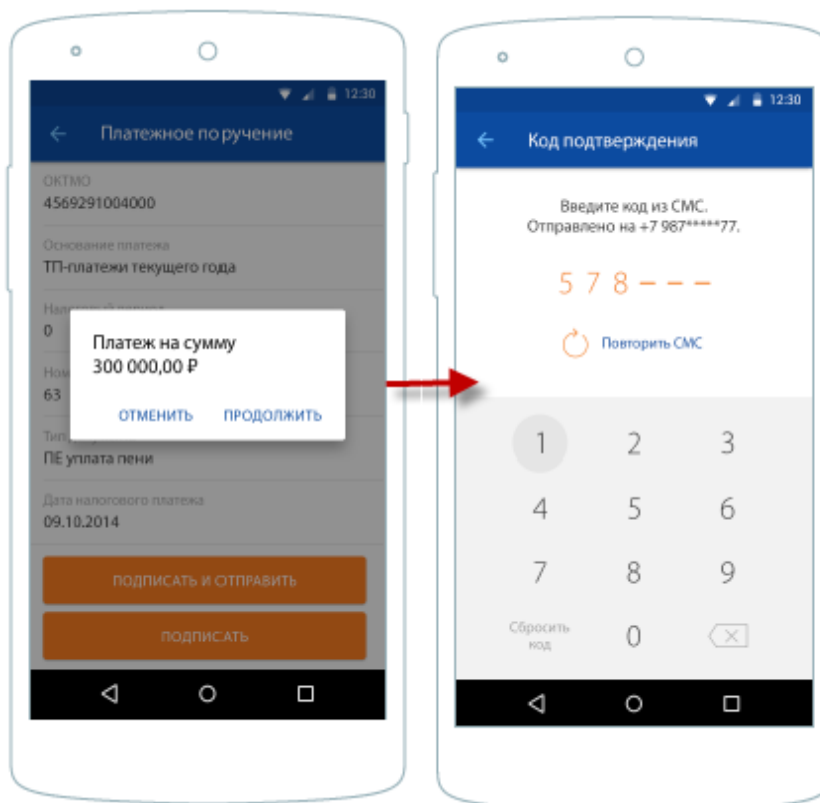 12:30
Платежное поручение
ОКТМО
4569291004000
Основание платежа
ТП-платежи текущего года
0
Платеж на сумму
300 000,00 ₽
63
ОТМЕНИТЬ ПРОДОЛЖИТЬ
Тип
ПЕ уплата пени
Дата налогового платежа
09.10.2014
ПОДПИСАТЬ И ОТПРАВИТЬ
ПОДПИСАТЬ
12:30
Код подтверждения
Введите код из СМС.
Отправлено на +7 987*****77.
5 7 8 – – –
Повторить СМС
1 2 3
4 5 6
7 8 9
Сбросить
код
0